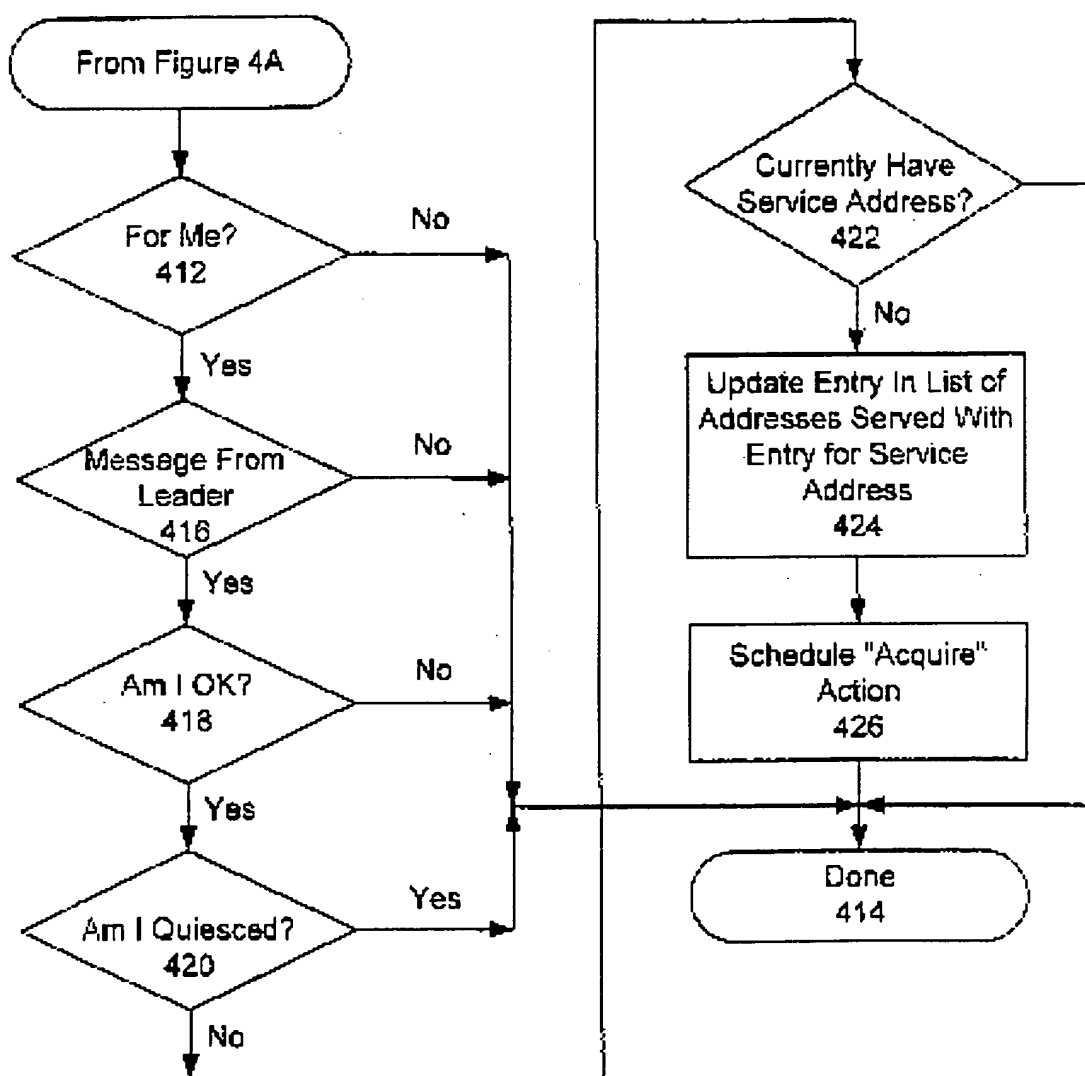 From Figure 4A
For Me?
412
No
Yes
Message From
Leader
416
No
Yes
Am I OK?
418
No
Yes
Am I Quiesced?
420
Yes
No
Currently Have
Service Address?
422
No
Update Entry In List of
Addresses Served With
Entry for Service
Address
424
Schedule "Acquire"
Action
426
Done
414